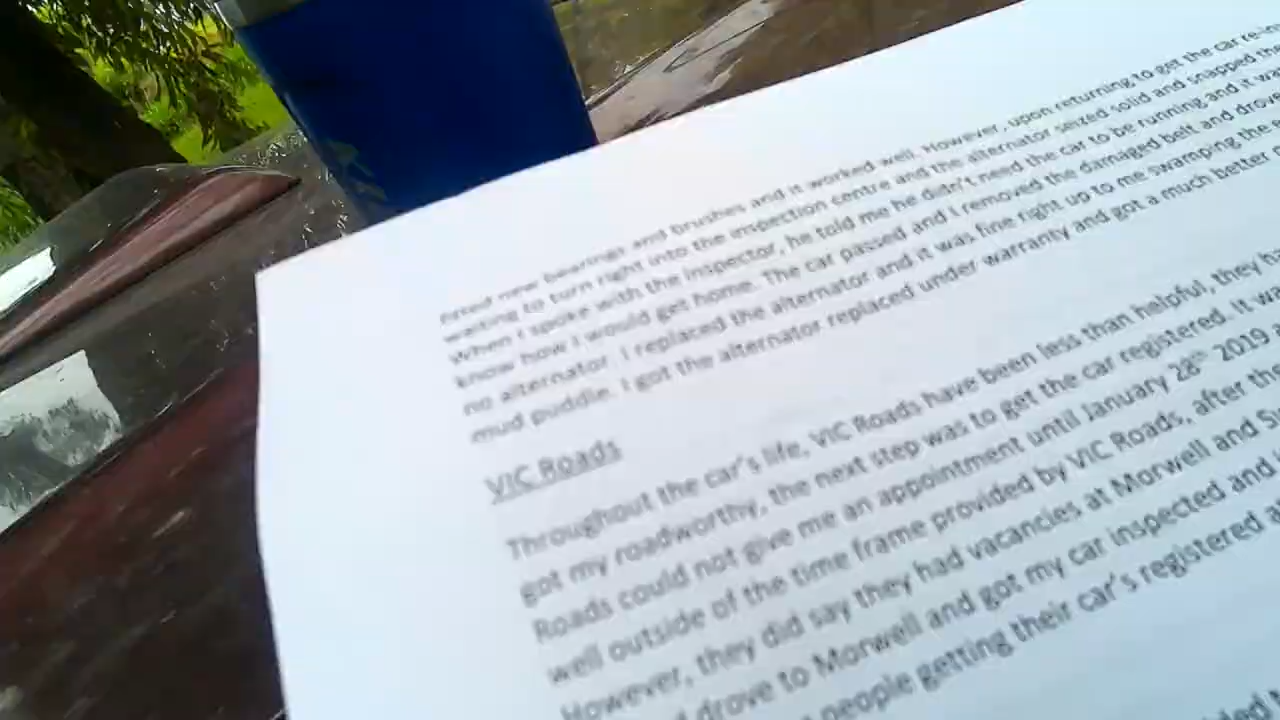 fitted new bearings and brushes and it worked well. However, upon returning to get the car
waiting to turn right into the inspection centre and the alternator seized solid and snapped
When I spoke with the inspector, he told me he didn't need the car to be running and it
know how I would get home. The car passed and I removed the damaged belt and drove
no alternator. I replaced the alternator and it was fine right up to me swamping the
mud puddle. I got the alternator replaced under warranty and got a much better
VIC Roads
Throughout the car's life, VIC Roads have been less than helpful, they
got my roadworthy, the next step was to get the car registered. It
Roads could not give me an appointment until January 28th 2019
well outside of the time frame provided by VIC Roads, after the
However, they did say they had vacancies at Morwell and
drove to Morwell and got my car inspected and
people getting their car's registered